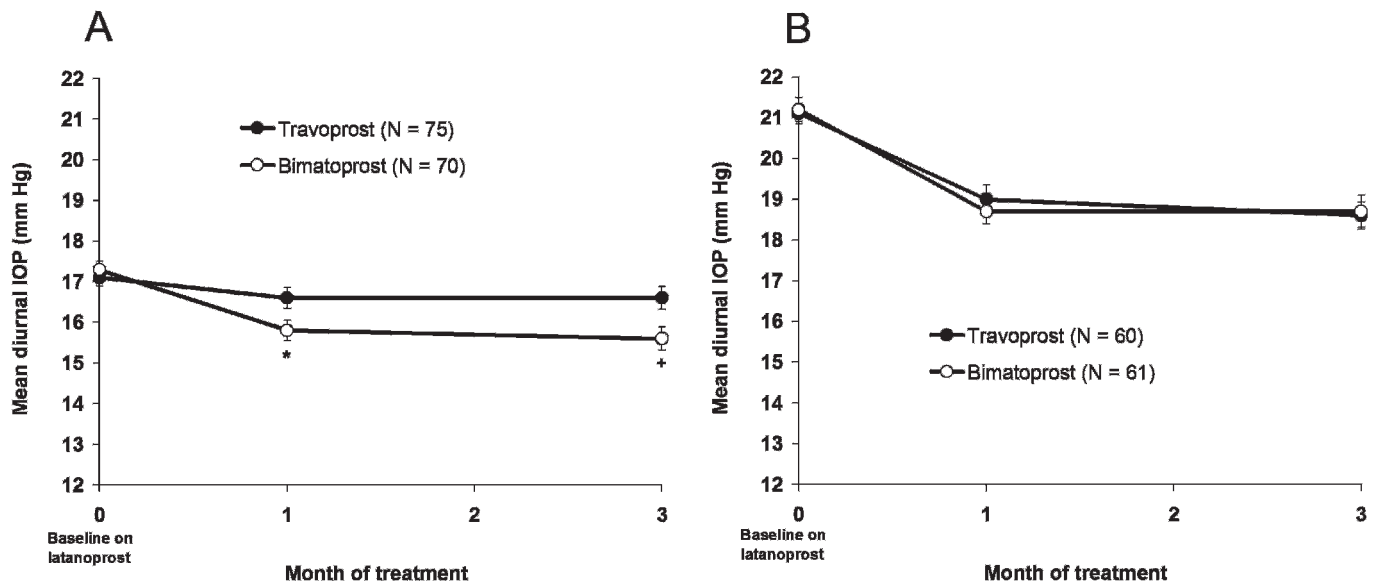 A
Mean diurnal IOP (mm Hg)
22
21
20
19
18
17
16
15
14
13
12
Travoprost (N = 75)
Bimatoprost (N = 70)
*
+
0
1
2
3
Baseline on
latanoprost
Month of treatment
B
Mean diurnal IOP (mm Hg)
22
21
20
19
18
17
16
15
14
13
12
Travoprost (N = 60)
Bimatoprost (N = 61)
0
1
2
3
Baseline on
latanoprost
Month of treatment